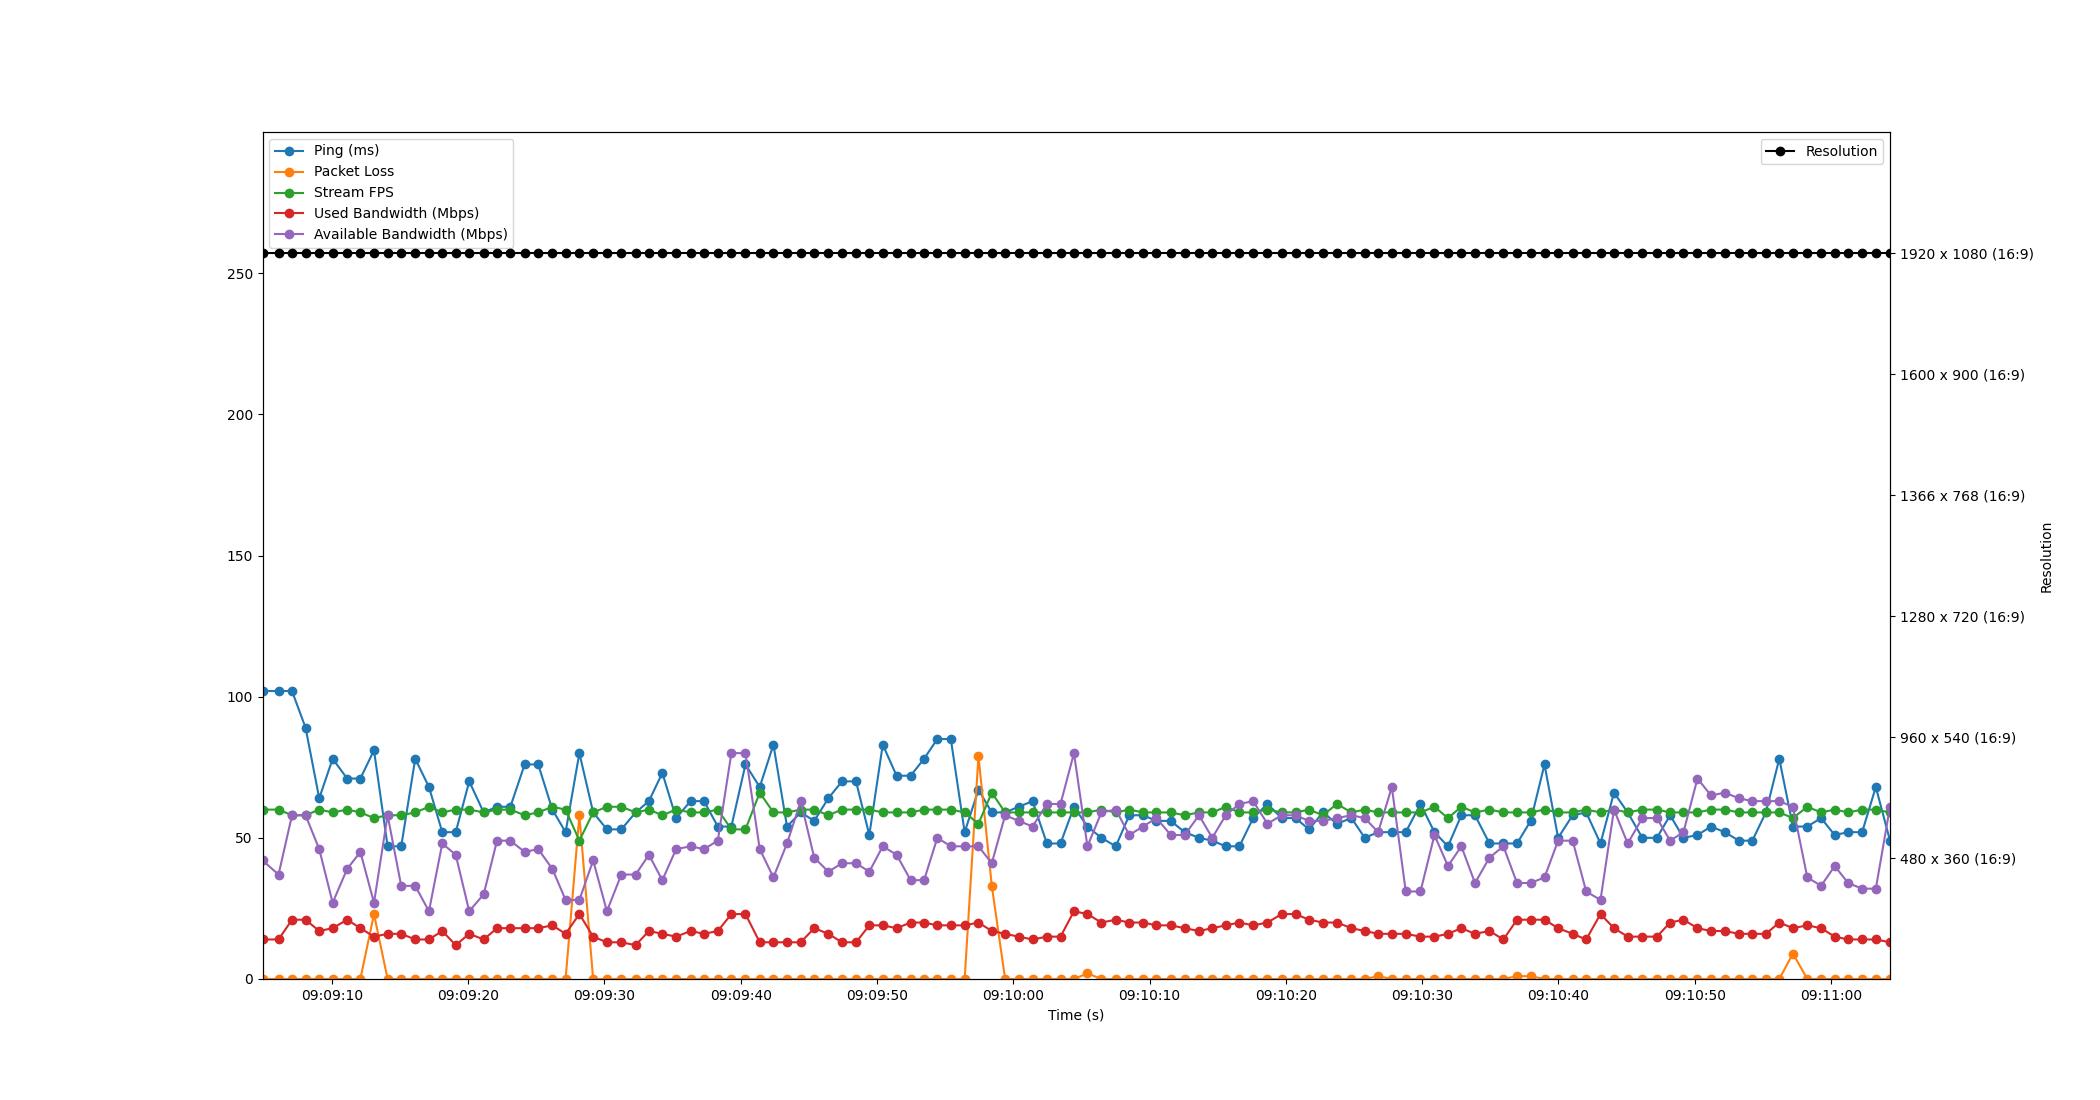 Ping (ms)
Packet Loss
Stream FPS
Used Bandwidth (Mbps)
Available Bandwidth (Mbps)
Resolution
250
200
150
100
50
0
1920 x 1080 (16:9)
1600 x 900 (16:9)
1366 x 768 (16:9)
1280 x 720 (16:9)
960 x 540 (16:9)
480 x 360 (16:9)
Resolution
09:09:10 09:09:20 09:09:30 09:09:40 09:09:50 09:10:00 09:10:10 09:10:20 09:10:30 09:10:40 09:10:50 09:11:00
Time (s)